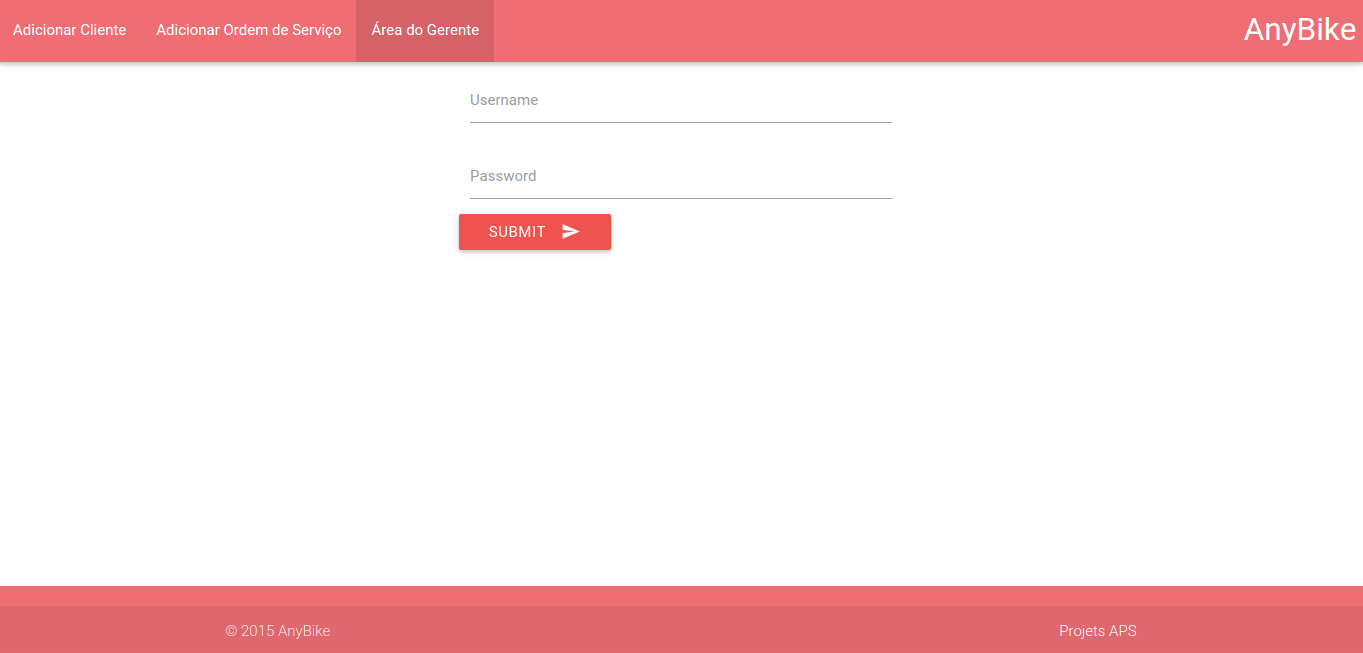 Adicionar Cliente Adicionar Ordem de Serviço Área do Gerente AnyBike
Username
Password
SUBMIT
© 2015 AnyBike Projets APS